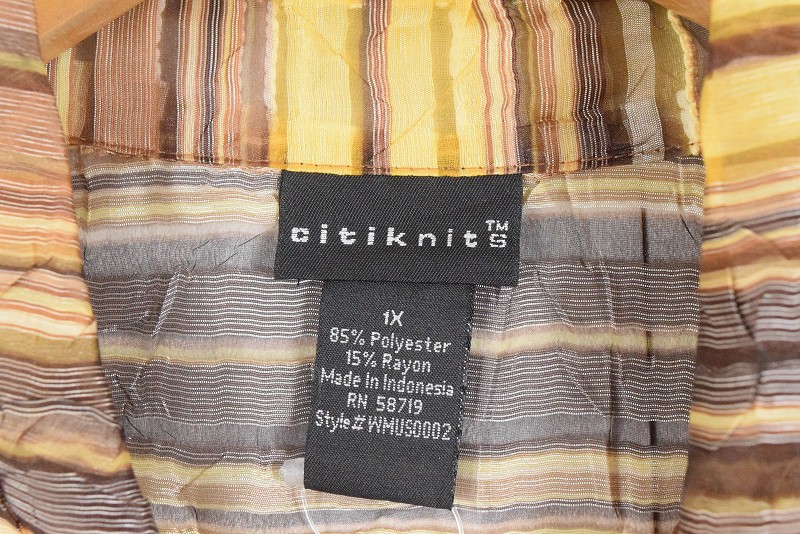 citiknits™
1X
85% Polyester
15% Rayon
Made In Indonesia
RN 58719
Style# WMUS0002